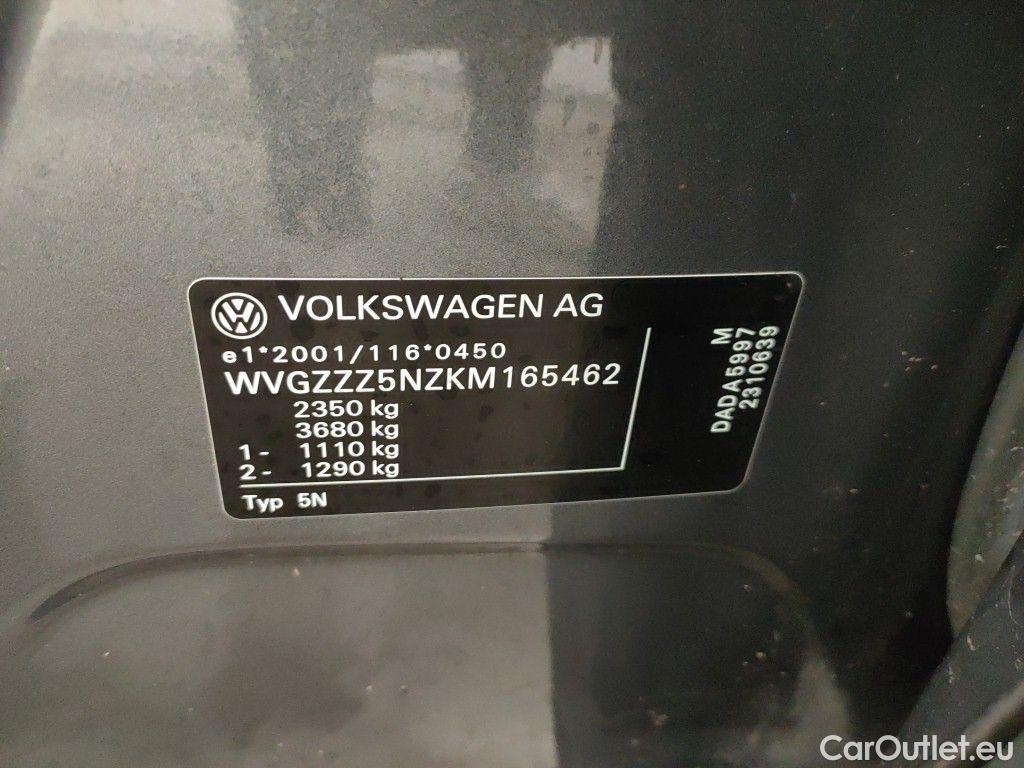 VOLKSWAGEN AG
e1*2001/116*0450
WVGZZZ5NZKM165462
2350 kg
3680 kg
1- 1110 kg
2- 1290 kg
Typ 5N
M
DADA5997
2310639
CarOutlet.eu